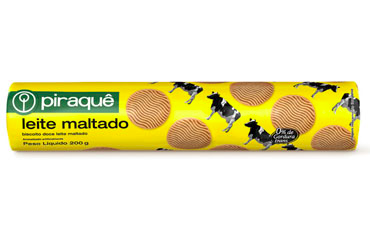 piraquê
leite maltado
biscoito doce leite maltado
Peso Líquido 200 g
0% de
Gordura
Trans